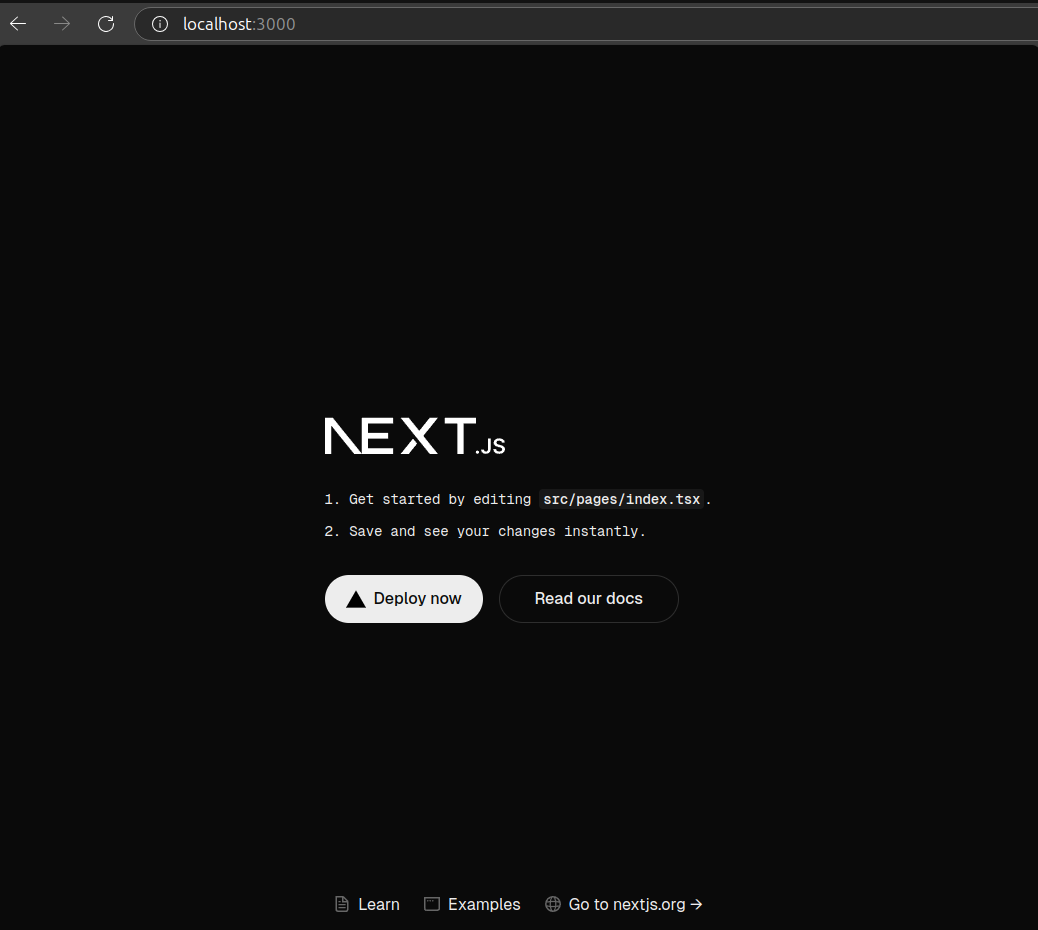 localhost:3000
NEXT.JS
1. Get started by editing src/pages/index.tsx.
2. Save and see your changes instantly.
Deploy now
Read our docs
Learn
Examples
Go to nextjs.org →